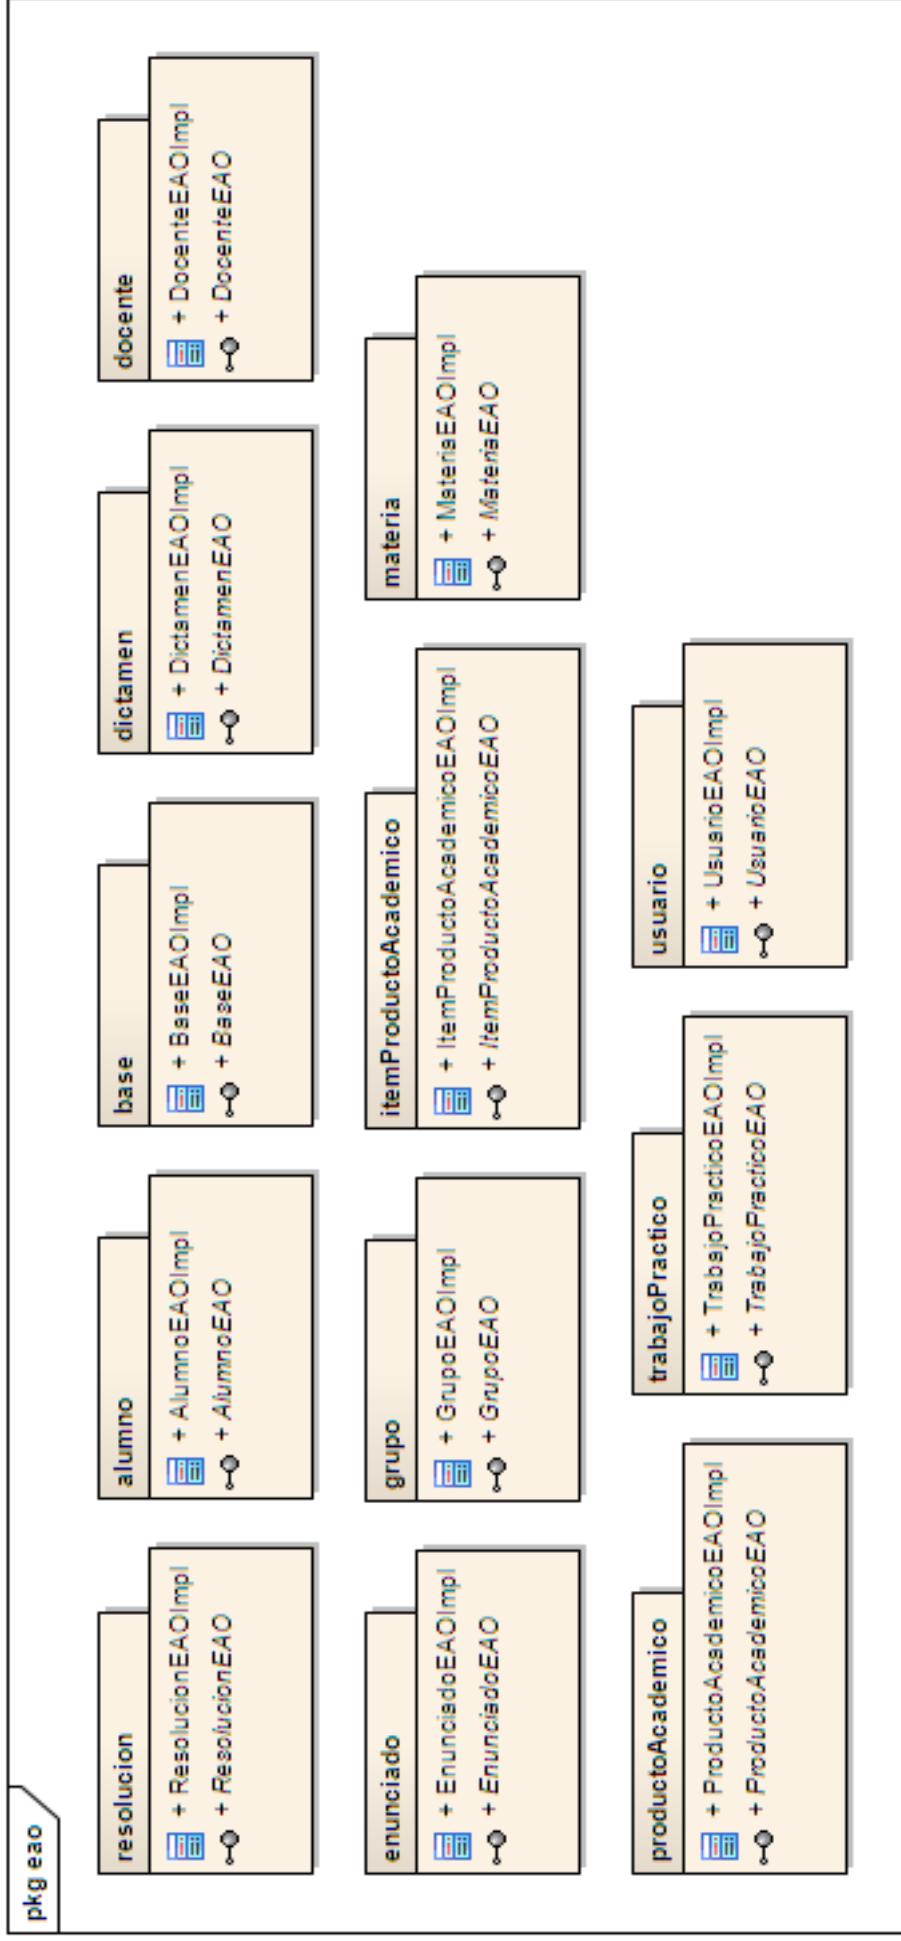 pkg eao
resolucion
+ ResolucionEAOImpl
+ ResolucionEAO
alumno
+ AlumnoEAOImpl
+ AlumnoEAO
base
+ BaseEAOImpl
+ BaseEAO
dictamen
+ DictamenEAOImpl
+ DictamenEAO
docente
+ DocenteEAOImpl
+ DocenteEAO
enunciado
+ EnunciadoEAOImpl
+ EnunciadoEAO
grupo
+ GrupoEAOImpl
+ GrupoEAO
itemProductoAcademico
+ ItemProductoAcademicoEAOImpl
+ ItemProductoAcademicoEAO
materia
+ MateriaEAOImpl
+ MateriaEAO
productoAcademico
+ ProductoAcademicoEAOImpl
+ ProductoAcademicoEAO
trabajoPractico
+ TrabajoPracticoEAOImpl
+ TrabajoPracticoEAO
usuario
+ UsuarioEAOImpl
+ UsuarioEAO